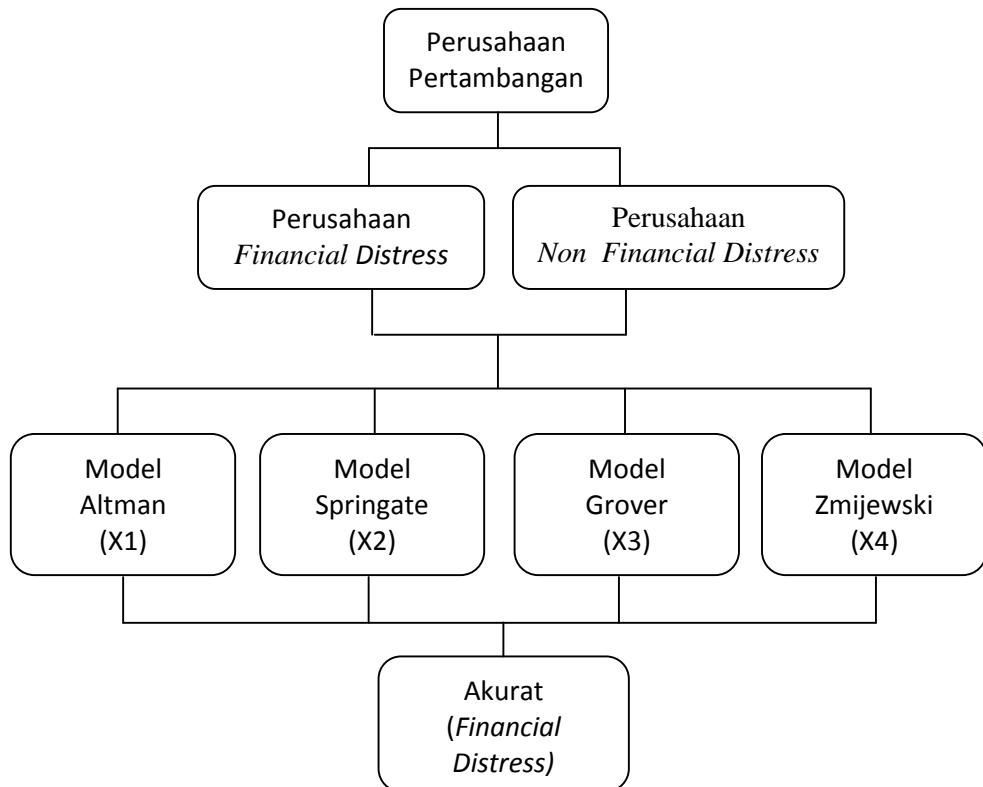 Perusahaan
Pertambangan
Perusahaan
Financial Distress
Perusahaan
Non Financial Distress
Model
Altman
(X1)
Model
Springate
(X2)
Model
Grover
(X3)
Model
Zmijewski
(X4)
Akurat
(Financial
Distress)